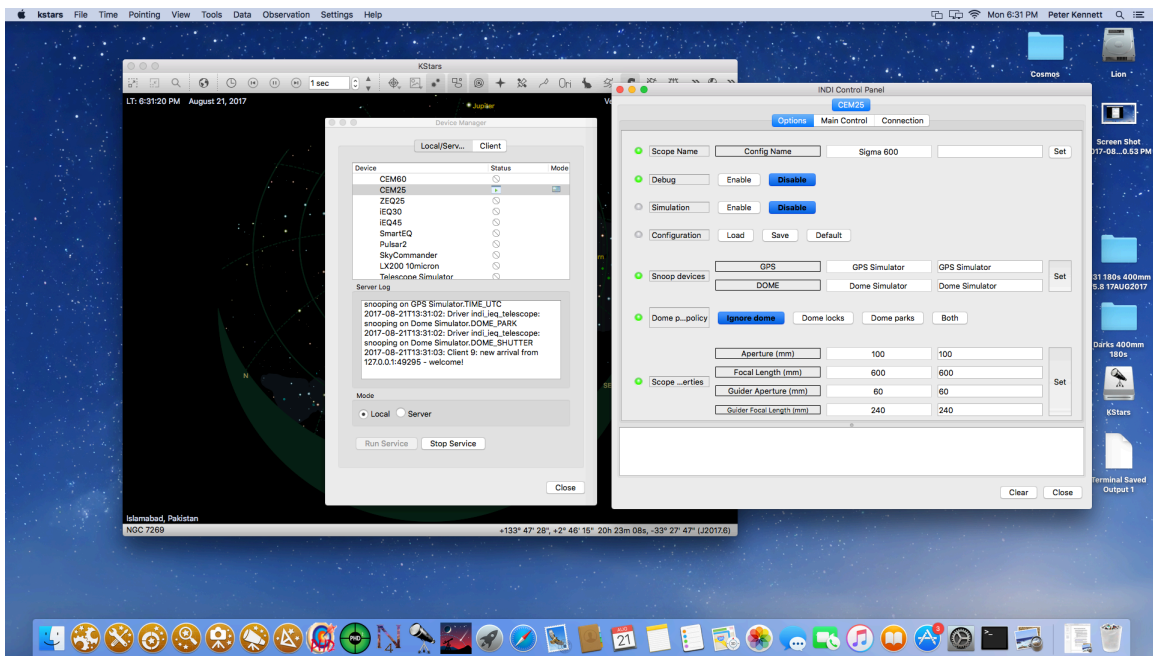 kstars File Time Pointing View Tools Data Observation Settings Help Mon 6:31 PM Peter Kennett
Cosmos
Lion
Screen Shot
017-08...0.53 PM
31 180s 400mm
5.8 17AUG2017
Darks 400mm
180s
KStars
Terminal Saved
Output 1
KStars
1 sec
LT: 6:31:20 PM August 21, 2017
Jupiter
N
SE
Islamabad, Pakistan
NGC 7269
+133° 47' 28", +2° 46' 15" 20h 23m 08s, -33° 27' 47" (J2017.6)
Device Manager
Local/Serv... Client
Device Status Mode
CEM60
CEM25
ZEQ25
iEQ30
iEQ45
SmartEQ
Pulsar2
SkyCommander
LX200 10micron
Telescope Simulator
Server Log
snooping on GPS Simulator.TIME_UTC
2017-08-21T13:31:02: Driver indi_ieq_telescope:
snooping on Dome Simulator.DOME_PARK
2017-08-21T13:31:02: Driver indi_ieq_telescope:
snooping on Dome Simulator.DOME_SHUTTER
2017-08-21T13:31:03: Client 9: new arrival from
127.0.0.1:49295 - welcome!
Mode
Local Server
Run Service Stop Service
Close
INDI Control Panel
CEM25
Options Main Control Connection
Scope Name Config Name Sigma 600 Set
Debug Enable Disable
Simulation Enable Disable
Configuration Load Save Default
Snoop devices GPS GPS Simulator GPS Simulator Set
DOME Dome Simulator Dome Simulator
Dome p...policy Ignore dome Dome locks Dome parks Both
Scope ...erties Aperture (mm) 100 100 Set
Focal Length (mm) 600 600
Guider Aperture (mm) 60 60
Guider Focal Length (mm) 240 240
Clear Close
PHD
AUG
21
3